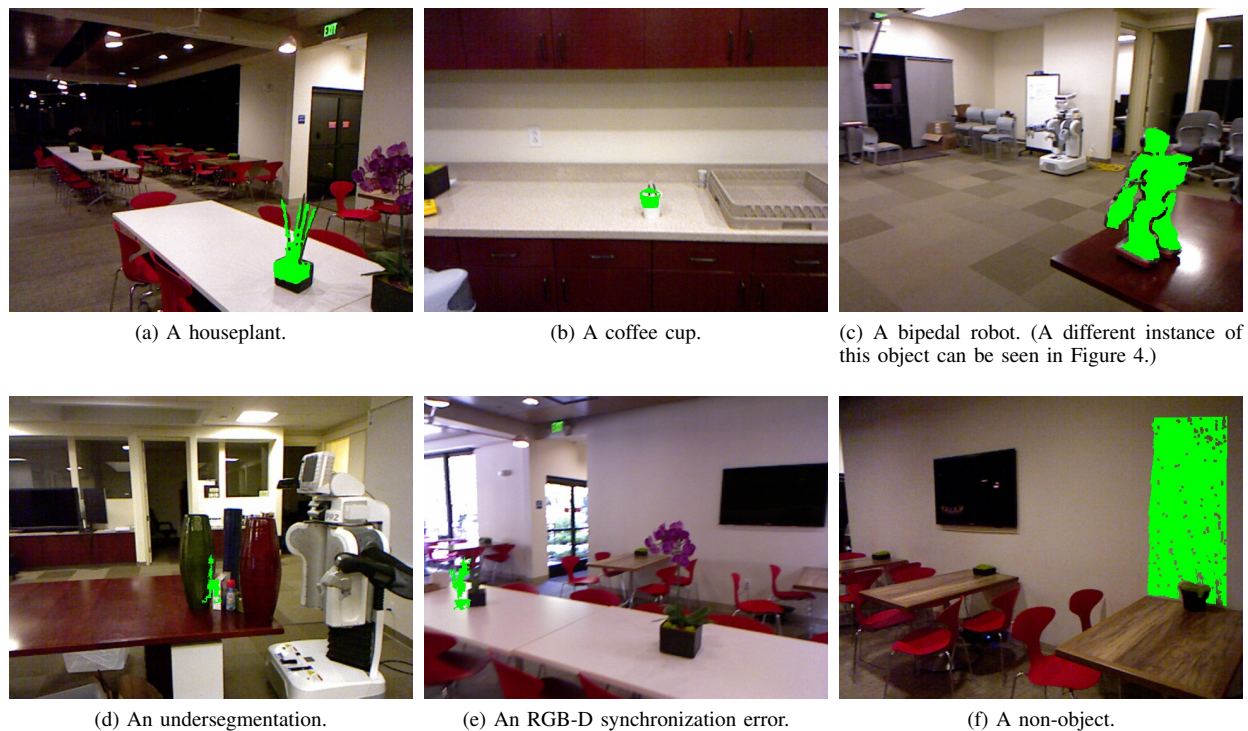 EXIT
(a) A houseplant.
(b) A coffee cup.
(c) A bipedal robot. (A different instance of
this object can be seen in Figure 4.)
PR2
(d) An undersegmentation.
(e) An RGB-D synchronization error.
(f) A non-object.